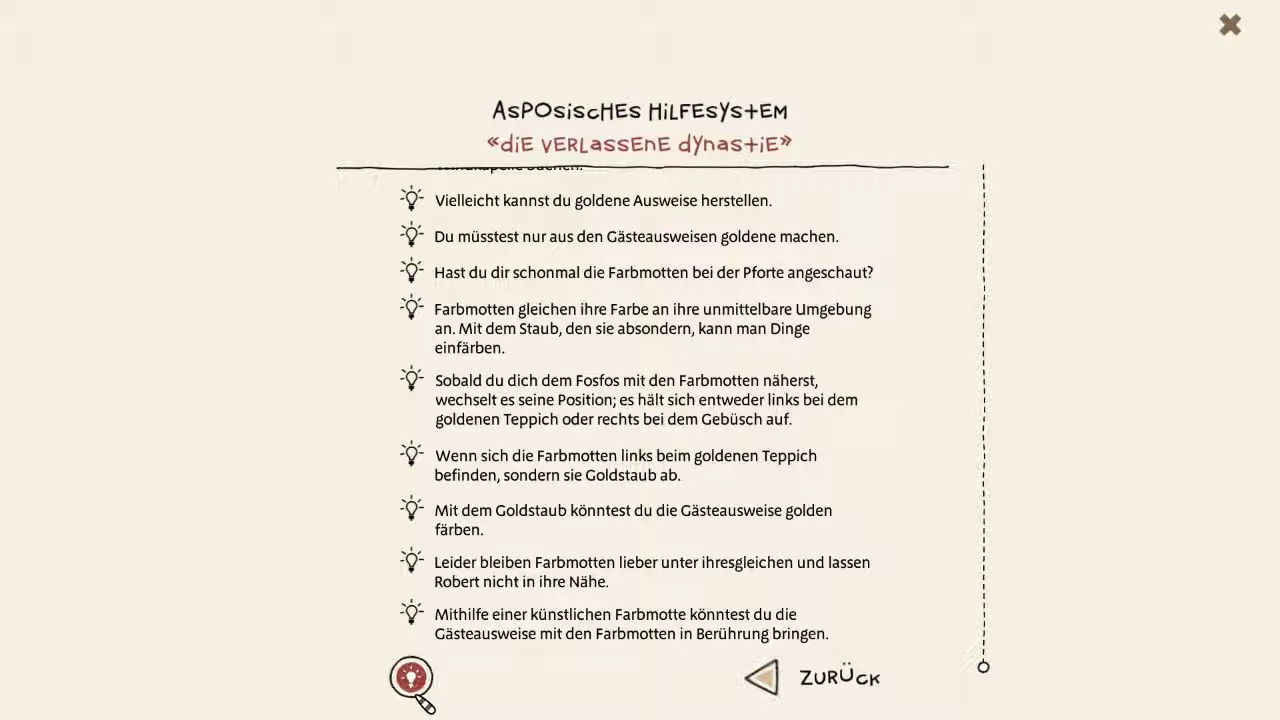 Asposisches Hilfesystem
«die verlassene Dynastie»
Vielleicht kannst du goldene Ausweise herstellen.
Du müsstest nur aus den Gästeausweisen goldene machen.
Hast du dir schonmal die Farbmotten bei der Pforte angeschaut?
Farbmotten gleichen ihre Farbe an ihre unmittelbare Umgebung
an. Mit dem Staub, den sie absondern, kann man Dinge
einfärben.
Sobald du dich dem Fosfos mit den Farbmotten näherst,
wechselt es seine Position; es hält sich entweder links bei dem
goldenen Teppich oder rechts bei dem Gebüsch auf.
Wenn sich die Farbmotten links beim goldenen Teppich
befinden, sondern sie Goldstaub ab.
Mit dem Goldstaub könntest du die Gästeausweise golden
färben.
Leider bleiben Farbmotten lieber unter ihresgleichen und lassen
Robert nicht in ihre Nähe.
Mithilfe einer künstlichen Farbmotte könntest du die
Gästeausweise mit den Farbmotten in Berührung bringen.
Zurück